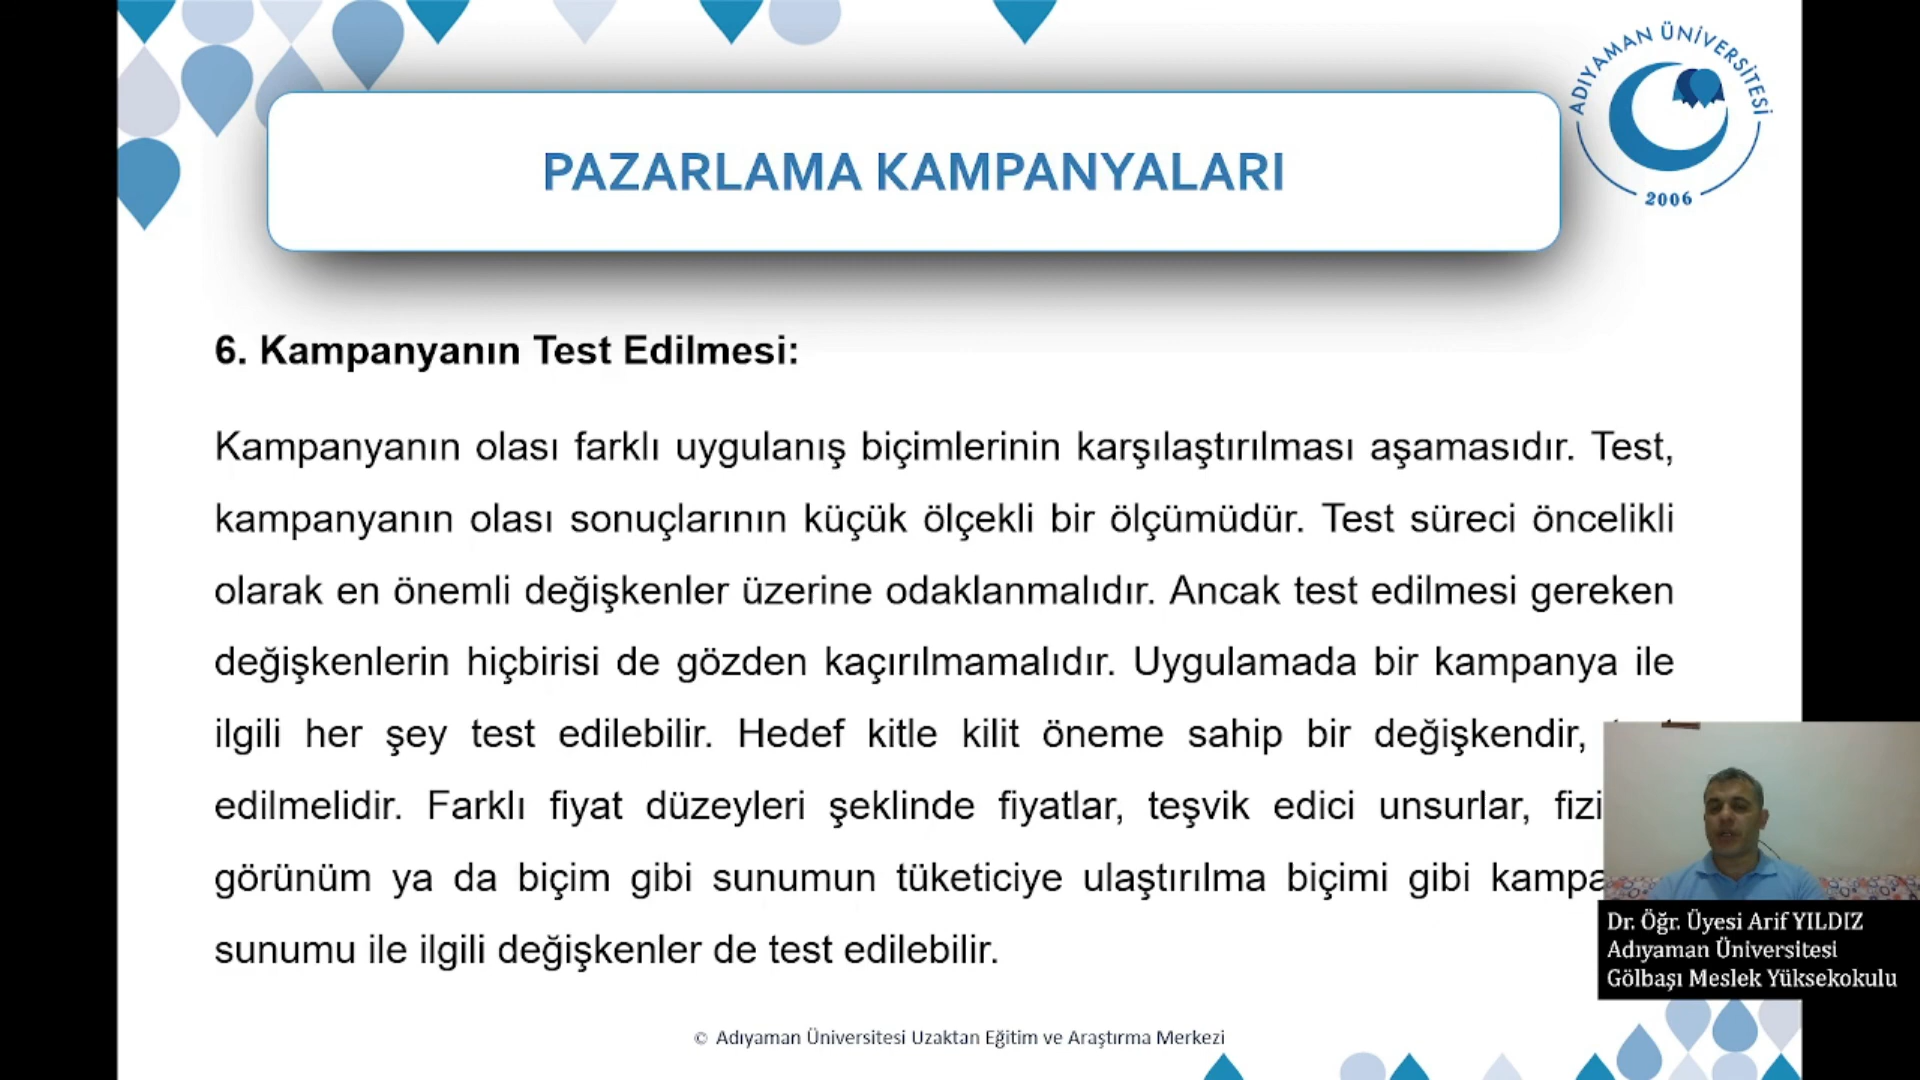 ADIYAMAN ÜNİVERSİTESİ
2006
PAZARLAMA KAMPANYALARI
6. Kampanyanın Test Edilmesi:
Kampanyanın olası farklı uygulanış biçimlerinin karşılaştırılması aşamasıdır. Test,
kampanyanın olası sonuçlarının küçük ölçekli bir ölçümüdür. Test süreci öncelikli
olarak en önemli değişkenler üzerine odaklanmalıdır. Ancak test edilmesi gereken
değişkenlerin hiçbirisi de gözden kaçırılmamalıdır. Uygulamada bir kampanya ile
ilgili her şey test edilebilir. Hedef kitle kilit öneme sahip bir değişkendir,
edilmelidir. Farklı fiyat düzeyleri şeklinde fiyatlar, teşvik edici unsurlar,
görünüm ya da biçim gibi sunumun tüketiciye ulaştırılma biçimi gibi
sunumu ile ilgili değişkenler de test edilebilir.
Dr. Öğr. Üyesi Arif YILDIZ
Adıyaman Üniversitesi
Gölbaşı Meslek Yüksekokulu
© Adıyaman Üniversitesi Uzaktan Eğitim ve Araştırma Merkezi